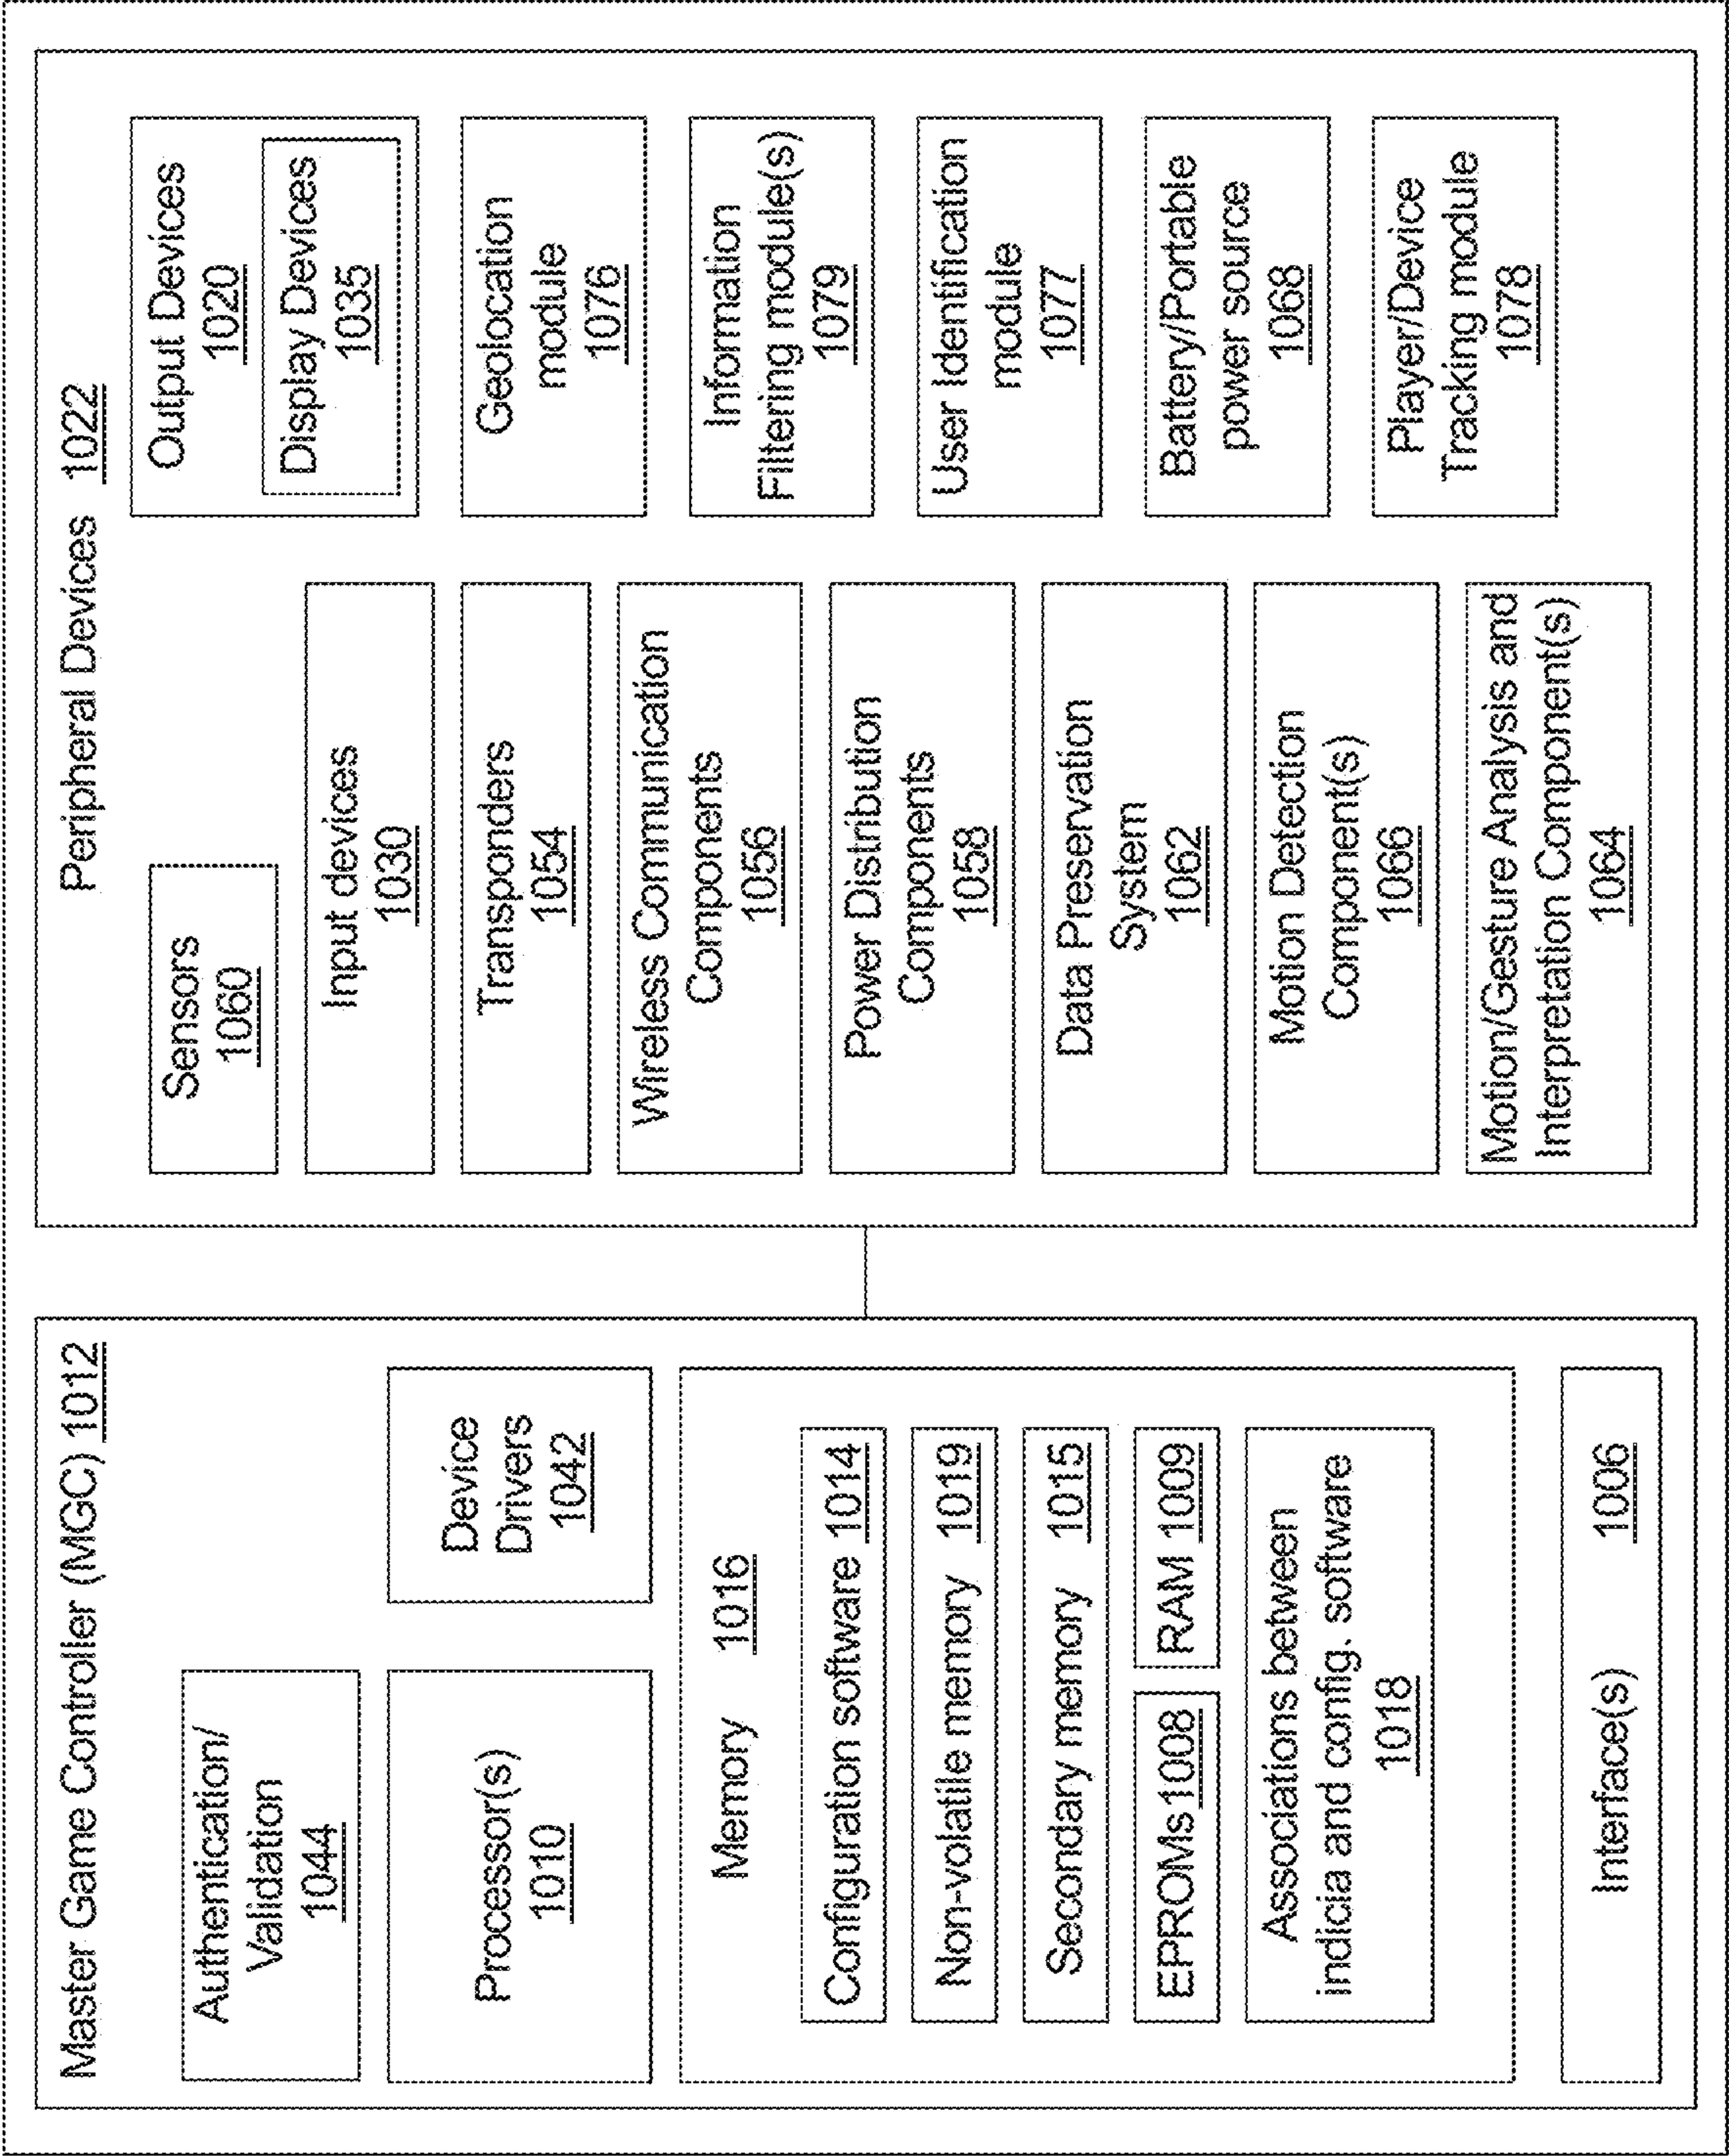 Master Game Controller (MGC) 1012
Authentication/
Validation
1044
Processor(s)
1010
Device
Drivers
1042
Memory 1016
Configuration software 1014
Non-volatile memory 1019
Secondary memory 1015
EPROMs 1008
RAM 1009
Associations between
indicia and config. software
1018
Interface(s) 1006
Peripheral Devices 1022
Sensors
1060
Input devices
1030
Transponders
1054
Wireless Communication
Components
1056
Power Distribution
Components
1058
Data Preservation
System
1062
Motion Detection
Component(s)
1066
Motion/Gesture Analysis and
Interpretation Component(s)
1064
Output Devices
1020
Display Devices
1035
Geolocation
module
1076
Information
Filtering module(s)
1079
User Identification
module
1077
Battery/Portable
power source
1068
Player/Device
Tracking module
1078